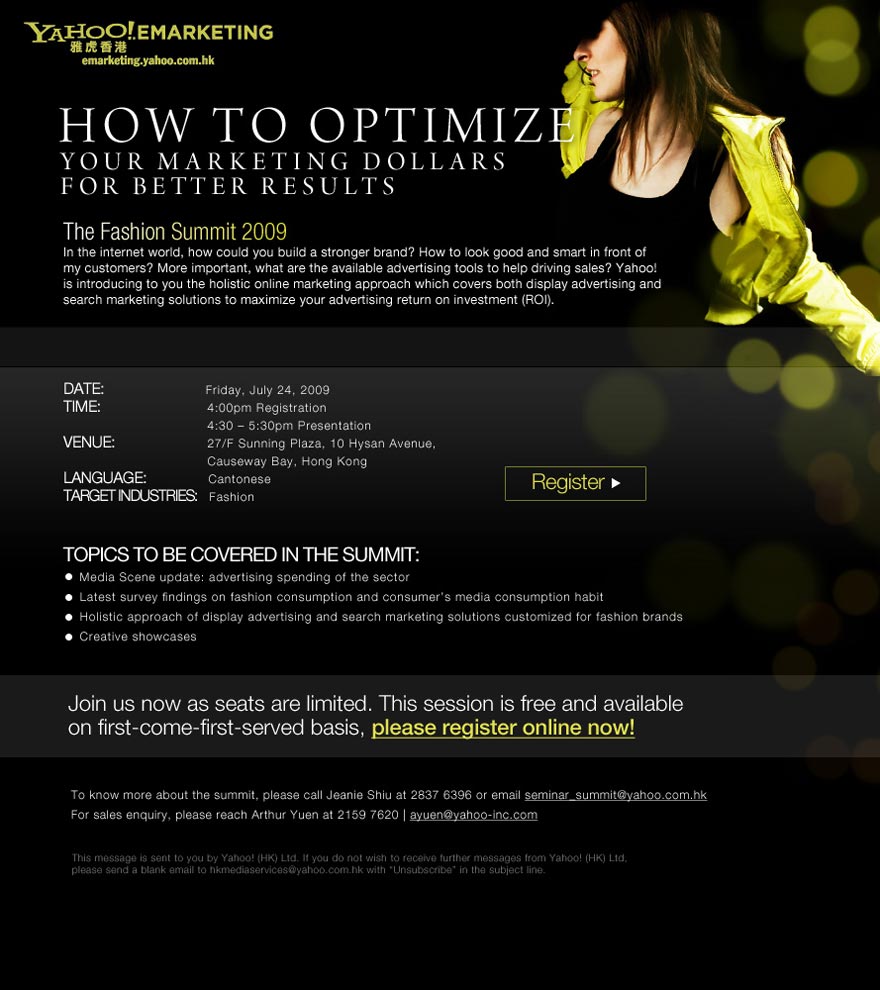 YAHOO! EMARKETING
雅虎香港
emarketing.yahoo.com.hk
HOW TO OPTIMIZE
YOUR MARKETING DOLLARS
FOR BETTER RESULTS
The Fashion Summit 2009
In the internet world, how could you build a stronger brand? How to look good and smart in front of
my customers? More important, what are the available advertising tools to help driving sales? Yahoo!
is introducing to you the holistic online marketing approach which covers both display advertising and
search marketing solutions to maximize your advertising return on investment (ROI).
DATE: Friday, July 24, 2009
TIME: 4:00pm Registration
4:30 – 5:30pm Presentation
VENUE: 27/F Sunning Plaza, 10 Hysan Avenue,
Causeway Bay, Hong Kong
LANGUAGE: Cantonese
TARGET INDUSTRIES: Fashion
Register ▶
TOPICS TO BE COVERED IN THE SUMMIT:
● Media Scene update: advertising spending of the sector
● Latest survey findings on fashion consumption and consumer's media consumption habit
● Holistic approach of display advertising and search marketing solutions customized for fashion brands
● Creative showcases
Join us now as seats are limited. This session is free and available
on first-come-first-served basis, please register online now!
To know more about the summit, please call Jeanie Shiu at 2837 6396 or email seminar_summit@yahoo.com.hk
For sales enquiry, please reach Arthur Yuen at 2159 7620 | ayuen@yahoo-inc.com
This message is sent to you by Yahoo! (HK) Ltd. If you do not wish to receive further messages from Yahoo! (HK) Ltd,
please send a blank email to hkmediaservices@yahoo.com.hk with “Unsubscribe” in the subject line.